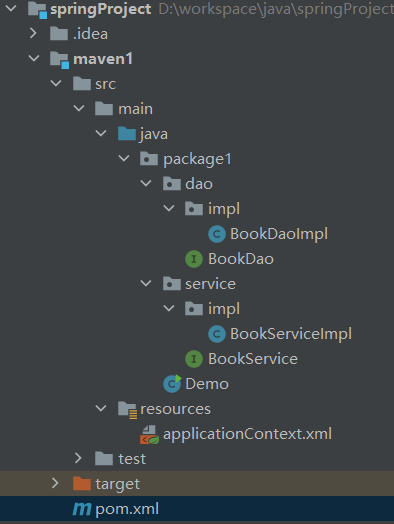 springProject D:\workspace\java\springProject
.idea
maven1
src
main
java
package1
dao
impl
BookDaoImpl
BookDao
service
impl
BookServiceImpl
BookService
Demo
resources
applicationContext.xml
test
target
pom.xml